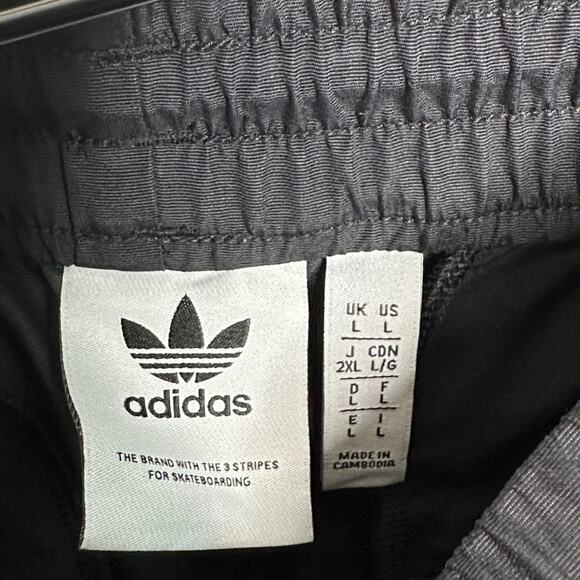 adidas
THE BRAND WITH THE 3 STRIPES
FOR SKATEBOARDING
UK US
L L
J CDN
2XL L/G
D F
L L
E I
L L
MADE IN
CAMBODIA